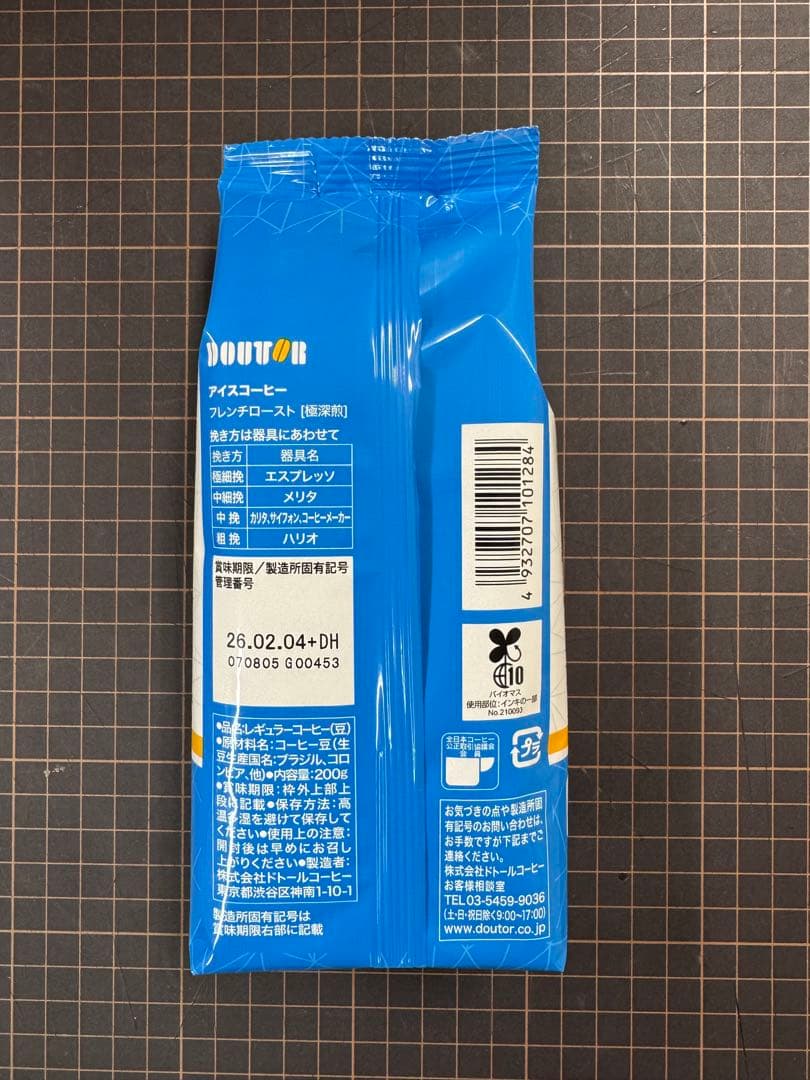 DOUTOR
アイスコーヒー
フレンチロースト [極深煎]
挽き方は器具にあわせて
挽き方 器具名
極細挽 エスプレッソ
中細挽 メリタ
中挽 カリタ、サイフォン、コーヒーメーカー
粗挽 ハリオ
賞味期限/製造所固有記号
管理番号
26.02.04+DH
070805 G00453
●品名:レギュラーコーヒー(豆)
●原材料名:コーヒー豆(生
豆生産国名:ブラジル、コロ
ンビア、他)●内容量:200g
●賞味期限:枠外上部上
段に記載●保存方法:高
温多湿を避けて保存して
ください●使用上の注意:
開封後は早めにお召し
上がりください●製造者:
株式会社ドトールコーヒー
東京都渋谷区神南1-10-1
製造所固有記号は
賞味期限右部に記載
4 932707 101284
10
バイオマス
使用部位:インキの一部
No.210093
全日本コーヒー
公正取引協議会
会員
プラ
お気づきの点や製造所固
有記号のお問い合わせは、
お手数ですが下記までご
連絡ください。
株式会社ドトールコーヒー
お客様相談室
TEL03-5459-9036
(土・日・祝日除く9:00~17:00)
www.doutor.co.jp